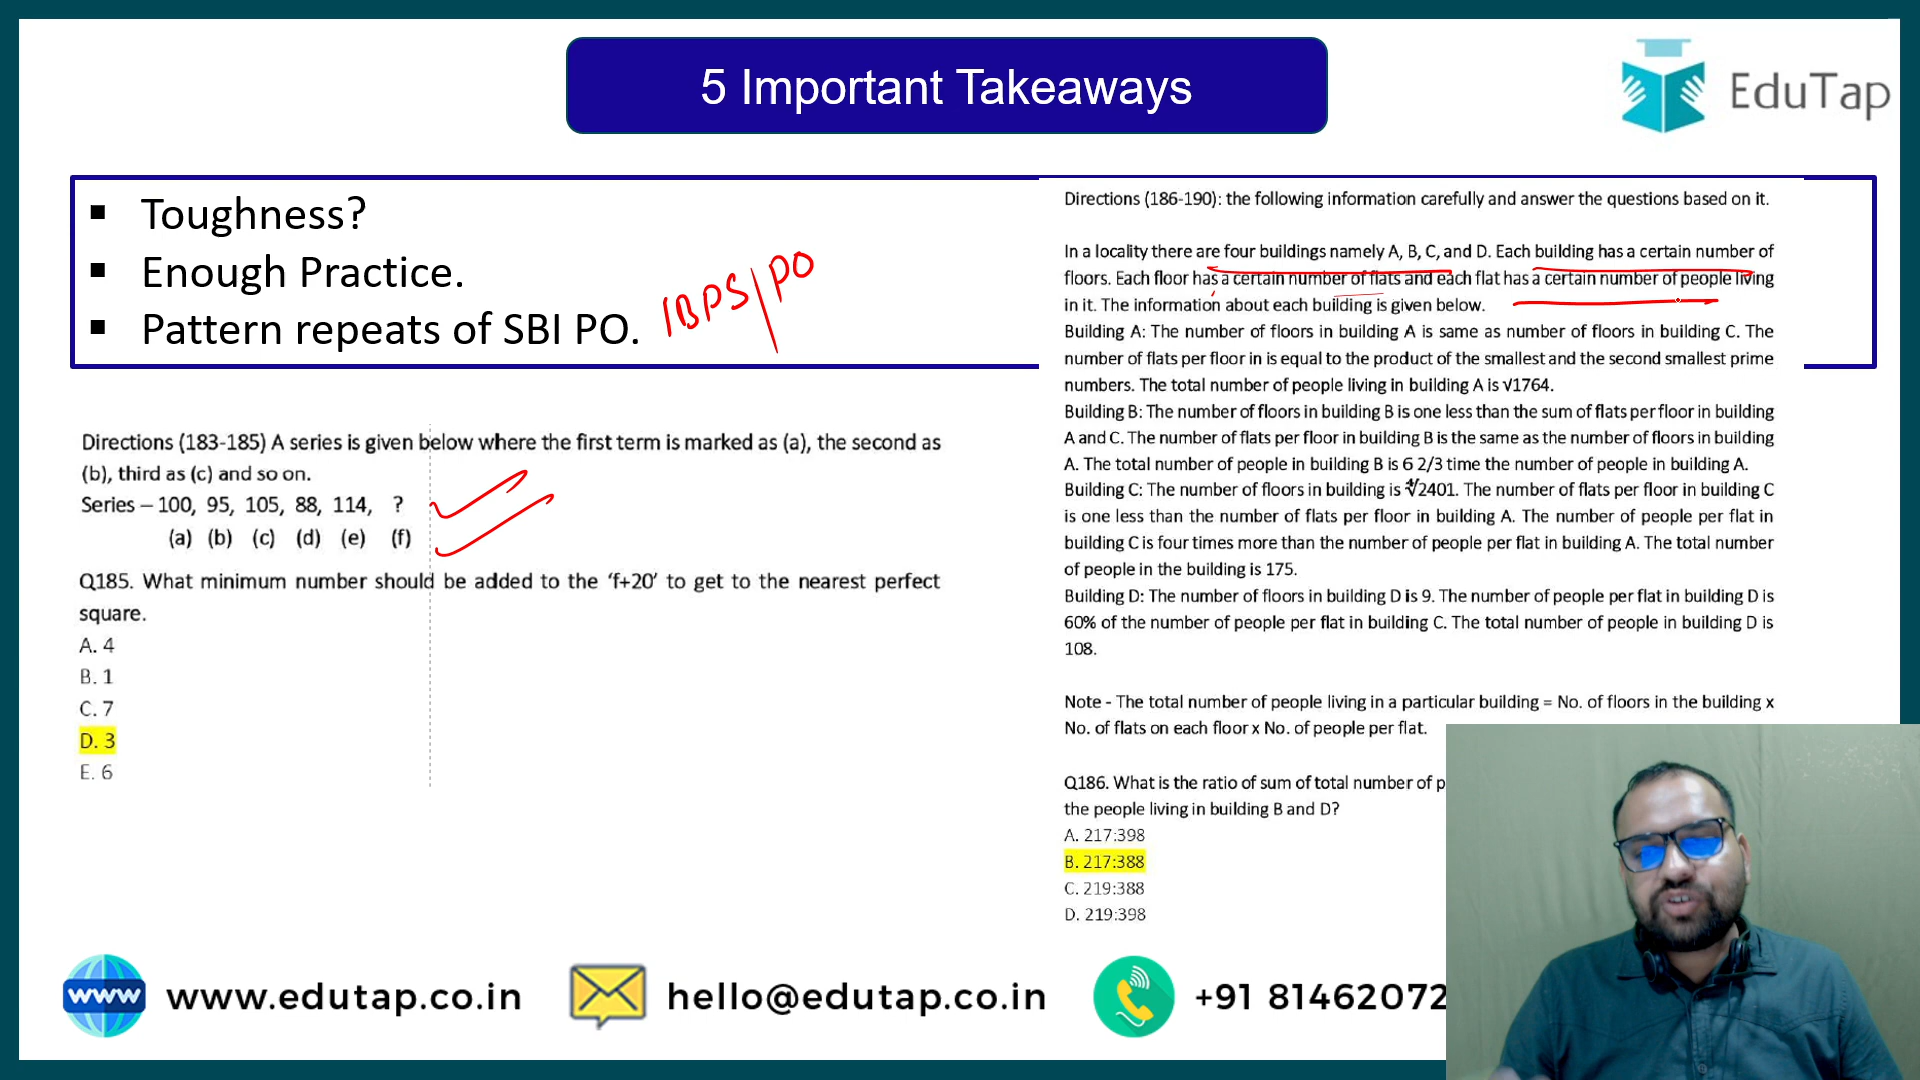 5 Important Takeaways
EduTap
▪ Toughness?
▪ Enough Practice.
▪ Pattern repeats of SBI PO.
IBPS/PO
Directions (183-185) A series is given below where the first term is marked as (a), the second as
(b), third as (c) and so on.
Series – 100, 95, 105, 88, 114, ?
(a) (b) (c) (d) (e) (f)
Q185. What minimum number should be added to the ‘f+20’ to get to the nearest perfect
square.
A. 4
B. 1
C. 7
D. 3
E. 6
Directions (186-190): the following information carefully and answer the questions based on it.
In a locality there are four buildings namely A, B, C, and D. Each building has a certain number of
floors. Each floor has a certain number of flats and each flat has a certain number of people living
in it. The information about each building is given below.
Building A: The number of floors in building A is same as number of floors in building C. The
number of flats per floor in is equal to the product of the smallest and the second smallest prime
numbers. The total number of people living in building A is √1764.
Building B: The number of floors in building B is one less than the sum of flats per floor in building
A and C. The number of flats per floor in building B is the same as the number of floors in building
A. The total number of people in building B is 6 2/3 time the number of people in building A.
Building C: The number of floors in building is ∜2401. The number of flats per floor in building C
is one less than the number of flats per floor in building A. The number of people per flat in
building C is four times more than the number of people per flat in building A. The total number
of people in the building is 175.
Building D: The number of floors in building D is 9. The number of people per flat in building D is
60% of the number of people per flat in building C. The total number of people in building D is
108.
Note - The total number of people living in a particular building = No. of floors in the building x
No. of flats on each floor x No. of people per flat.
Q186. What is the ratio of sum of total number of p
the people living in building B and D?
A. 217:398
B. 217:388
C. 219:388
D. 219:398
www www.edutap.co.in
hello@edutap.co.in
+91 81462072